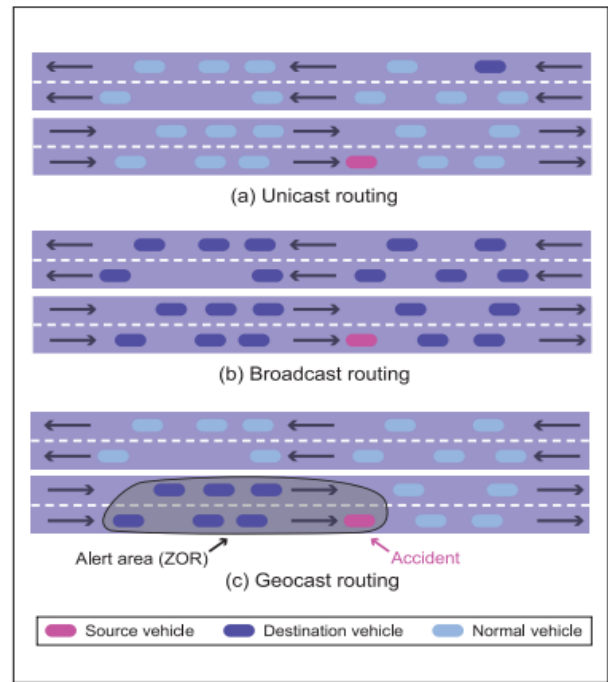 (a) Unicast routing
(b) Broadcast routing
Alert area (ZOR)
Accident
(c) Geocast routing
Source vehicle
Destination vehicle
Normal vehicle